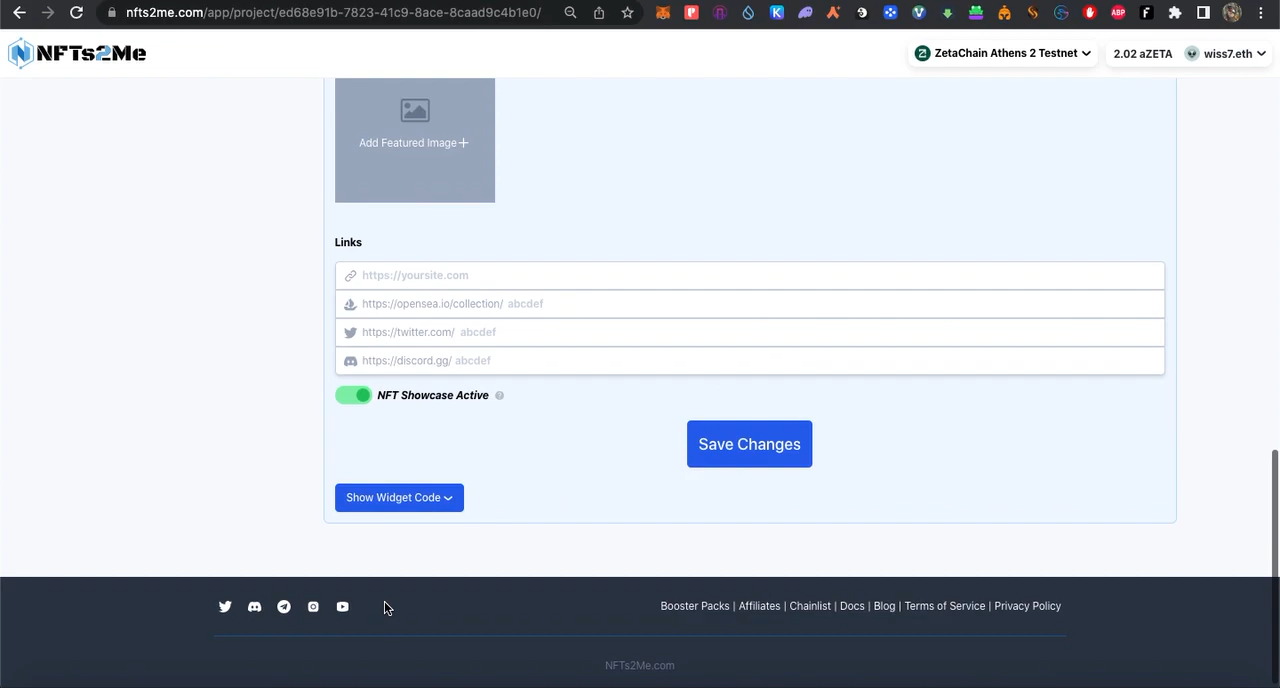 nfts2me.com/app/project/ed68e91b-7823-41c9-8ace-8caad9c4b1e0/
ABP
NFTs2Me
ZetaChain Athens 2 Testnet
2.02 aZETA
wiss7.eth
Add Featured Image+
Links
https://yoursite.com
https://opensea.io/collection/ abcdef
https://twitter.com/ abcdef
https://discord.gg/ abcdef
NFT Showcase Active ?
Save Changes
Show Widget Code
Booster Packs | Affiliates | Chainlist | Docs | Blog | Terms of Service | Privacy Policy
NFTs2Me.com